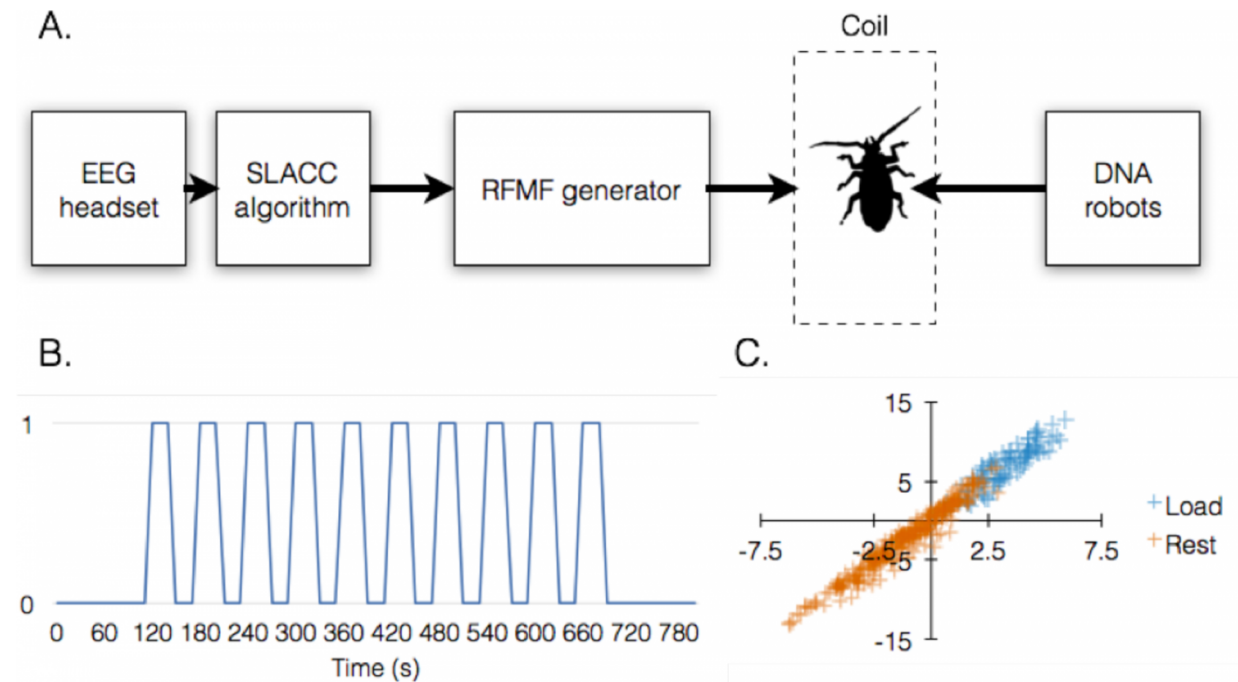 A.
Coil
EEG
headset
SLACC
algorithm
RFMF generator
DNA
robots
B.
1
0
0 60 120 180 240 300 360 420 480 540 600 660 720 780
Time (s)
C.
15
5
-7.5 -2.5 2.5 7.5
-5
-15
Load
Rest